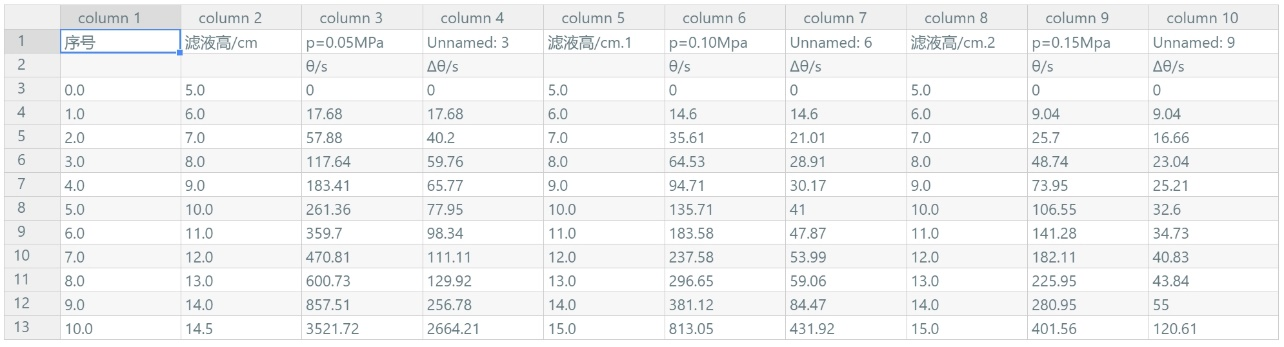 column 1 column 2 column 3 column 4 column 5 column 6 column 7 column 8 column 9 column 10
1 序号 滤液高/cm p=0.05MPa Unnamed: 3 滤液高/cm.1 p=0.10Mpa Unnamed: 6 滤液高/cm.2 p=0.15Mpa Unnamed: 9
2 θ/s Δθ/s θ/s Δθ/s θ/s Δθ/s
3 0.0 5.0 0 0 5.0 0 0 5.0 0 0
4 1.0 6.0 17.68 17.68 6.0 14.6 14.6 6.0 9.04 9.04
5 2.0 7.0 57.88 40.2 7.0 35.61 21.01 7.0 25.7 16.66
6 3.0 8.0 117.64 59.76 8.0 64.53 28.91 8.0 48.74 23.04
7 4.0 9.0 183.41 65.77 9.0 94.71 30.17 9.0 73.95 25.21
8 5.0 10.0 261.36 77.95 10.0 135.71 41 10.0 106.55 32.6
9 6.0 11.0 359.7 98.34 11.0 183.58 47.87 11.0 141.28 34.73
10 7.0 12.0 470.81 111.11 12.0 237.58 53.99 12.0 182.11 40.83
11 8.0 13.0 600.73 129.92 13.0 296.65 59.06 13.0 225.95 43.84
12 9.0 14.0 857.51 256.78 14.0 381.12 84.47 14.0 280.95 55
13 10.0 14.5 3521.72 2664.21 15.0 813.05 431.92 15.0 401.56 120.61